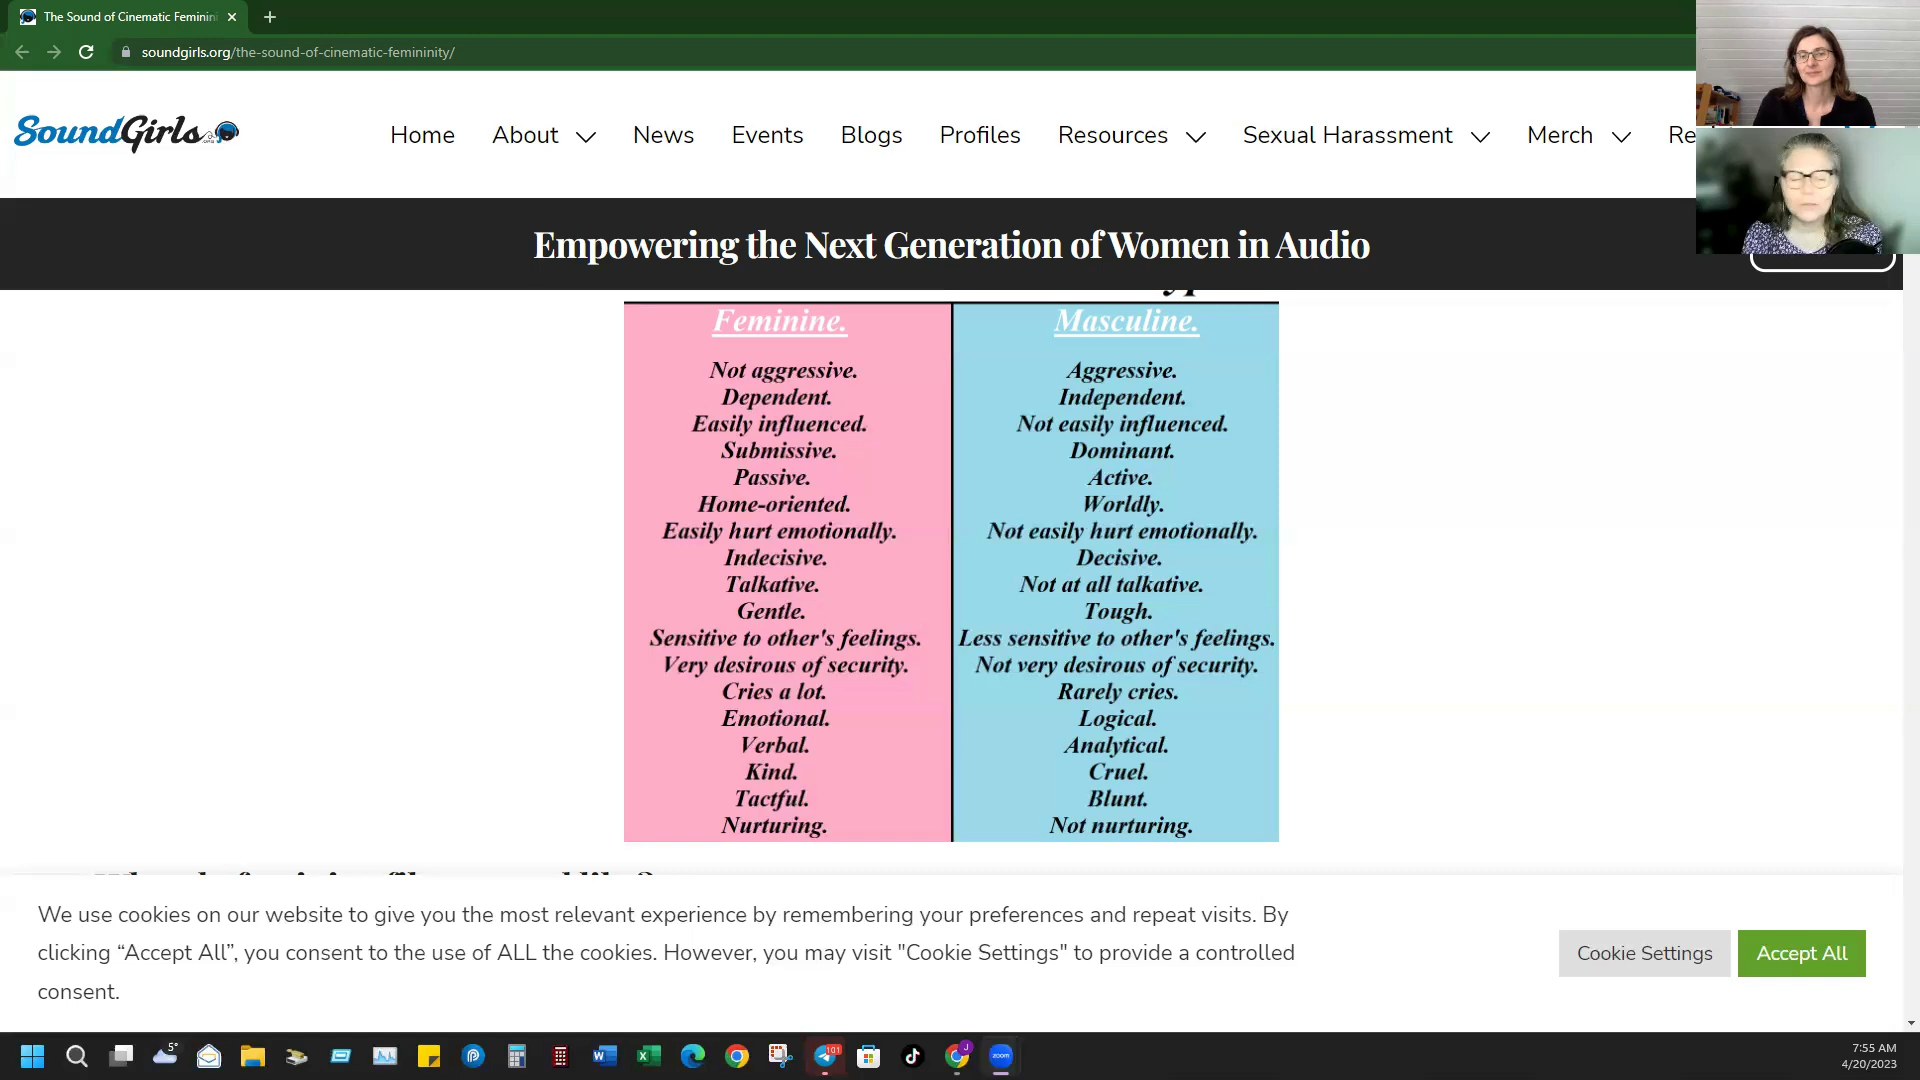 The Sound of Cinematic Feminini
soundgirls.org/the-sound-of-cinematic-femininity/
SoundGirls
Home About News Events Blogs Profiles Resources Sexual Harassment Merch
Empowering the Next Generation of Women in Audio
Feminine. Masculine.
Not aggressive. Aggressive.
Dependent. Independent.
Easily influenced. Not easily influenced.
Submissive. Dominant.
Passive. Active.
Home-oriented. Worldly.
Easily hurt emotionally. Not easily hurt emotionally.
Indecisive. Decisive.
Talkative. Not at all talkative.
Gentle. Tough.
Sensitive to other's feelings. Less sensitive to other's feelings.
Very desirous of security. Not very desirous of security.
Cries a lot. Rarely cries.
Emotional. Logical.
Verbal. Analytical.
Kind. Cruel.
Tactful. Blunt.
Nurturing. Not nurturing.
We use cookies on our website to give you the most relevant experience by remembering your preferences and repeat visits. By
clicking “Accept All”, you consent to the use of ALL the cookies. However, you may visit "Cookie Settings" to provide a controlled
consent.
Cookie Settings Accept All
5°
101
J
zoom
7:55 AM
4/20/2023